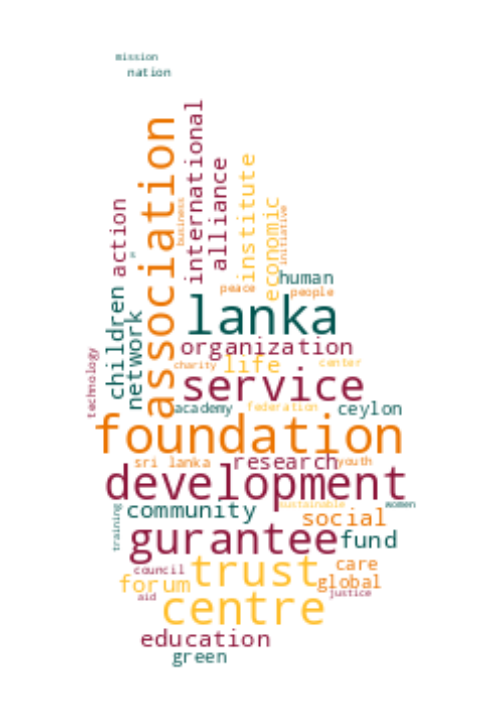 mission
nation
association
international
alliance
institute
economic
initiative
business
action
children
network
technology
peace
human
people
lanka
organization
charity
life
center
service
academy
federation
ceylon
foundation
sri lanka
research
youth
development
sustainable
women
training
community
social
gurantee
fund
council
trust
care
forum
global
aid
justice
centre
education
green